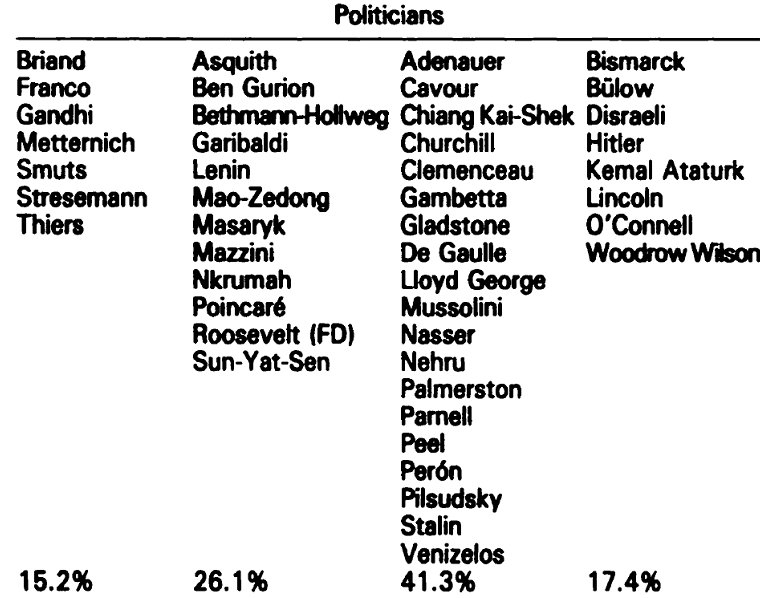 Politicians
Briand Asquith Adenauer Bismarck
Franco Ben Gurion Cavour Bülow
Gandhi Bethmann-Hollweg Chiang Kai-Shek Disraeli
Metternich Garibaldi Churchill Hitler
Smuts Lenin Clemenceau Kemal Ataturk
Stresemann Mao-Zedong Gambetta Lincoln
Thiers Masaryk Gladstone O'Connell
Mazzini De Gaulle Woodrow Wilson
Nkrumah Lloyd George
Poincaré Mussolini
Roosevelt (FD) Nasser
Sun-Yat-Sen Nehru
Palmerston
Parnell
Peel
Perón
Pilsudsky
Stalin
Venizelos
15.2% 26.1% 41.3% 17.4%